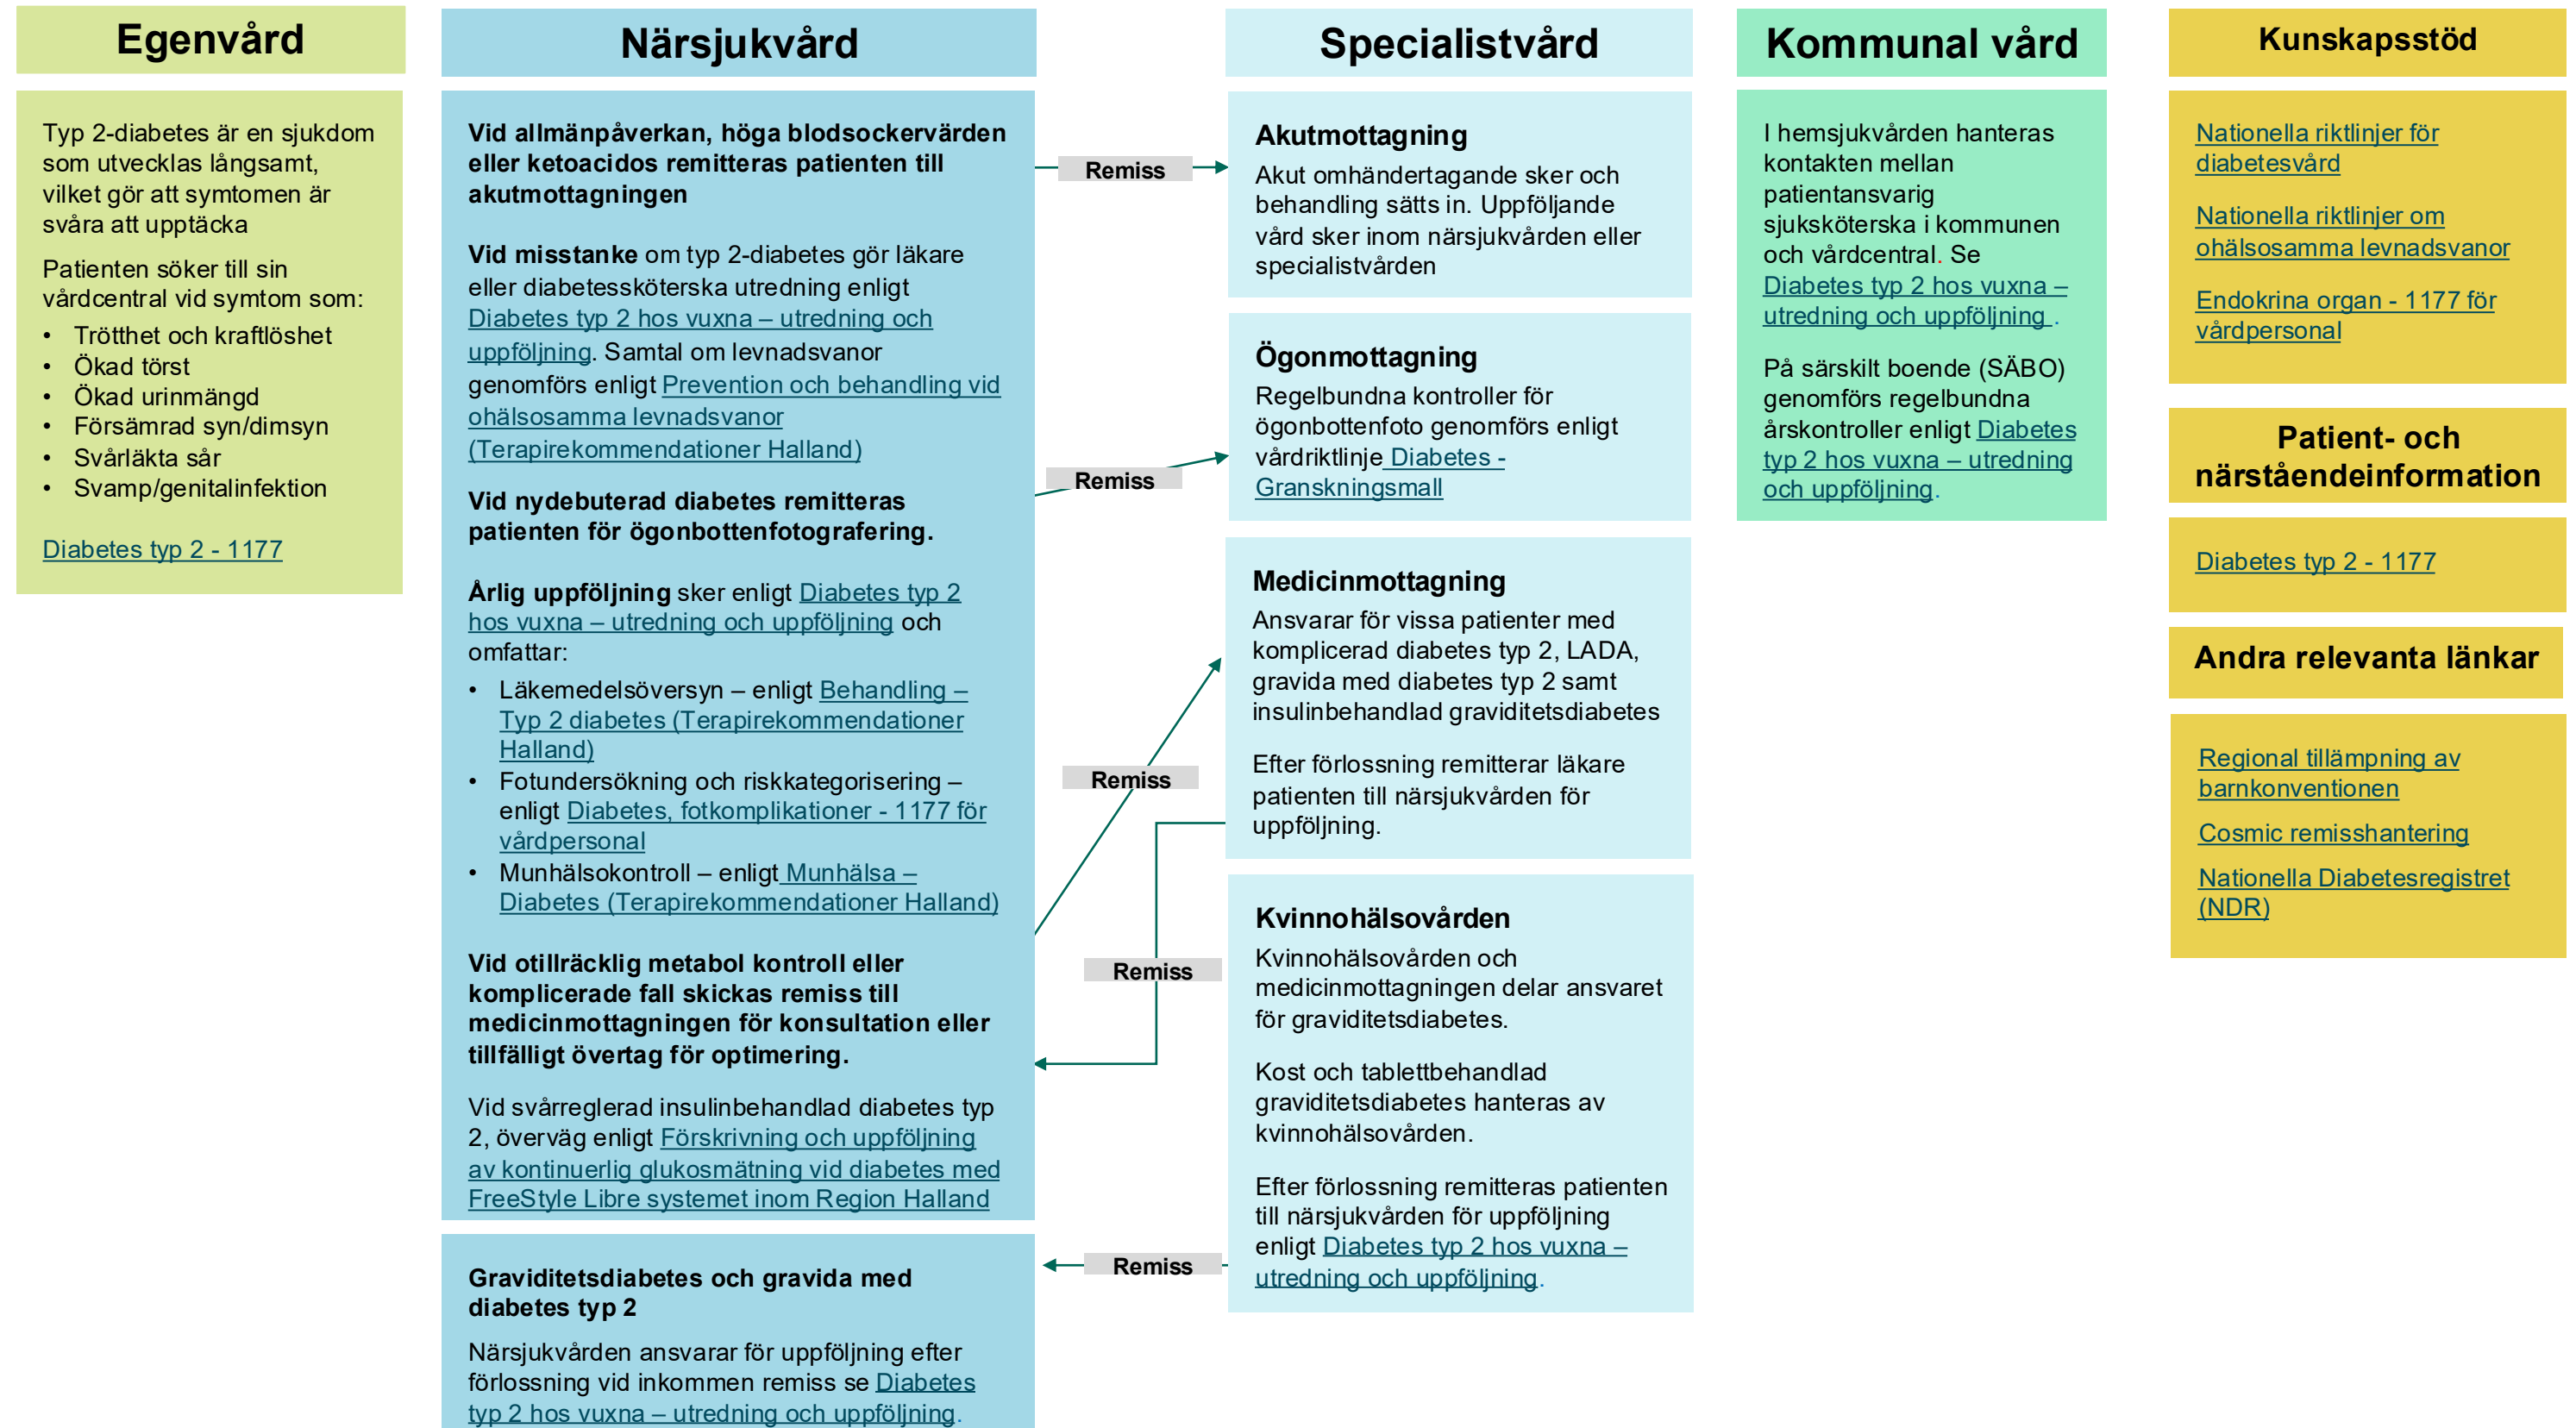 Egenvård
Typ 2-diabetes är en sjukdom
som utvecklas långsamt,
vilket gör att symtomen är
svåra att upptäcka
Patienten söker till sin
vårdcentral vid symtom som:
• Trötthet och kraftlöshet
• Ökad törst
• Ökad urinmängd
• Försämrad syn/dimsyn
• Svårläkta sår
• Svamp/genitalinfektion
Diabetes typ 2 - 1177
Närsjukvård
Vid allmänpåverkan, höga blodsockervärden
eller ketoacidos remitteras patienten till
akutmottagningen
Vid misstanke om typ 2-diabetes gör läkare
eller diabetessköterska utredning enligt
Diabetes typ 2 hos vuxna – utredning och
uppföljning. Samtal om levnadsvanor
genomförs enligt Prevention och behandling vid
ohälsosamma levnadsvanor
(Terapirekommendationer Halland)
Vid nydebuterad diabetes remitteras
patienten för ögonbottenfotografering.
Årlig uppföljning sker enligt Diabetes typ 2
hos vuxna – utredning och uppföljning och
omfattar:
• Läkemedelsöversyn – enligt Behandling –
Typ 2 diabetes (Terapirekommendationer
Halland)
• Fotundersökning och riskkategorisering –
enligt Diabetes, fotkomplikationer - 1177 för
vårdpersonal
• Munhälsokontroll – enligt Munhälsa –
Diabetes (Terapirekommendationer Halland)
Vid otillräcklig metabol kontroll eller
komplicerade fall skickas remiss till
medicinmottagningen för konsultation eller
tillfälligt övertag för optimering.
Vid svårreglerad insulinbehandlad diabetes typ
2, överväg enligt Förskrivning och uppföljning
av kontinuerlig glukosmätning vid diabetes med
FreeStyle Libre systemet inom Region Halland
Graviditetsdiabetes och gravida med
diabetes typ 2
Närsjukvården ansvarar för uppföljning efter
förlossning vid inkommen remiss se Diabetes
typ 2 hos vuxna – utredning och uppföljning.
Remiss
Remiss
Remiss
Remiss
Remiss
Specialistvård
Akutmottagning
Akut omhändertagande sker och
behandling sätts in. Uppföljande
vård sker inom närsjukvården eller
specialistvården
Ögonmottagning
Regelbundna kontroller för
ögonbottenfoto genomförs enligt
vårdriktlinje Diabetes -
Granskningsmall
Medicinmottagning
Ansvarar för vissa patienter med
komplicerad diabetes typ 2, LADA,
gravida med diabetes typ 2 samt
insulinbehandlad graviditetsdiabetes
Efter förlossning remitterar läkare
patienten till närsjukvården för
uppföljning.
Kvinnohälsovården
Kvinnohälsovården och
medicinmottagningen delar ansvaret
för graviditetsdiabetes.
Kost och tablettbehandlad
graviditetsdiabetes hanteras av
kvinnohälsovården.
Efter förlossning remitteras patienten
till närsjukvården för uppföljning
enligt Diabetes typ 2 hos vuxna –
utredning och uppföljning.
Kommunal vård
I hemsjukvården hanteras
kontakten mellan
patientansvarig
sjuksköterska i kommunen
och vårdcentral. Se
Diabetes typ 2 hos vuxna –
utredning och uppföljning .
På särskilt boende (SÄBO)
genomförs regelbundna
årskontroller enligt Diabetes
typ 2 hos vuxna – utredning
och uppföljning.
Kunskapsstöd
Nationella riktlinjer för
diabetesvård
Nationella riktlinjer om
ohälsosamma levnadsvanor
Endokrina organ - 1177 för
vårdpersonal
Patient- och
närståendeinformation
Diabetes typ 2 - 1177
Andra relevanta länkar
Regional tillämpning av
barnkonventionen
Cosmic remisshantering
Nationella Diabetesregistret
(NDR)